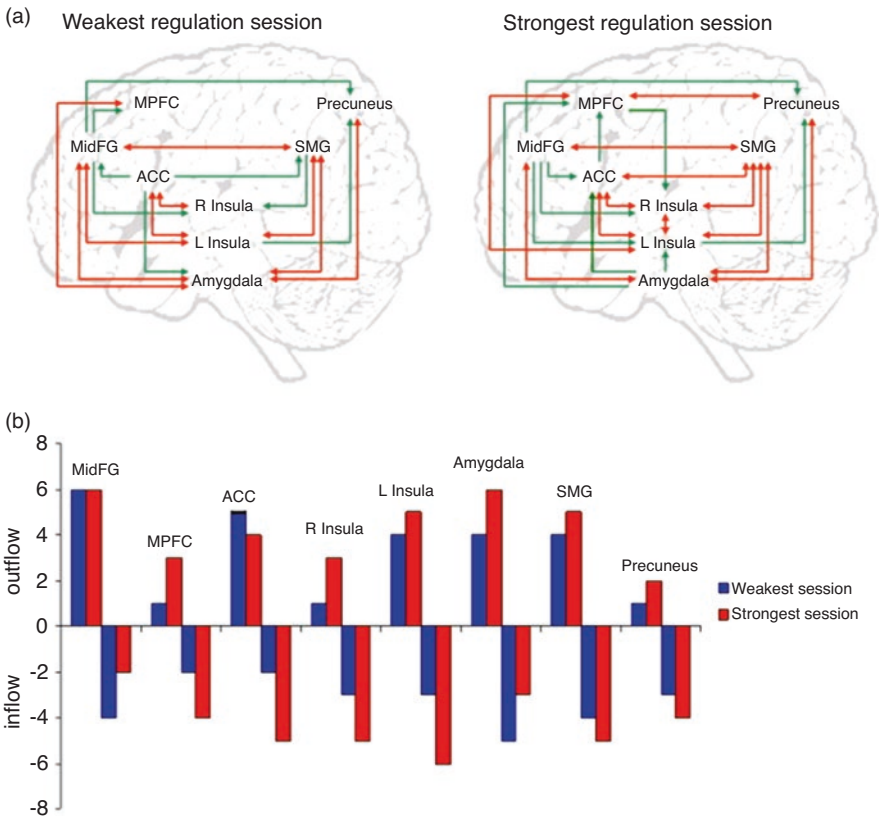 (a)
Weakest regulation session
Strongest regulation session
MPFC
Precuneus
MidFG
SMG
ACC
R Insula
L Insula
Amygdala
MPFC
Precuneus
MidFG
SMG
ACC
R Insula
L Insula
Amygdala
(b)
8
6
4
2
0
-2
-4
-6
-8
outflow
inflow
MidFG
MPFC
ACC
R Insula
L Insula
Amygdala
SMG
Precuneus
Weakest session
Strongest session